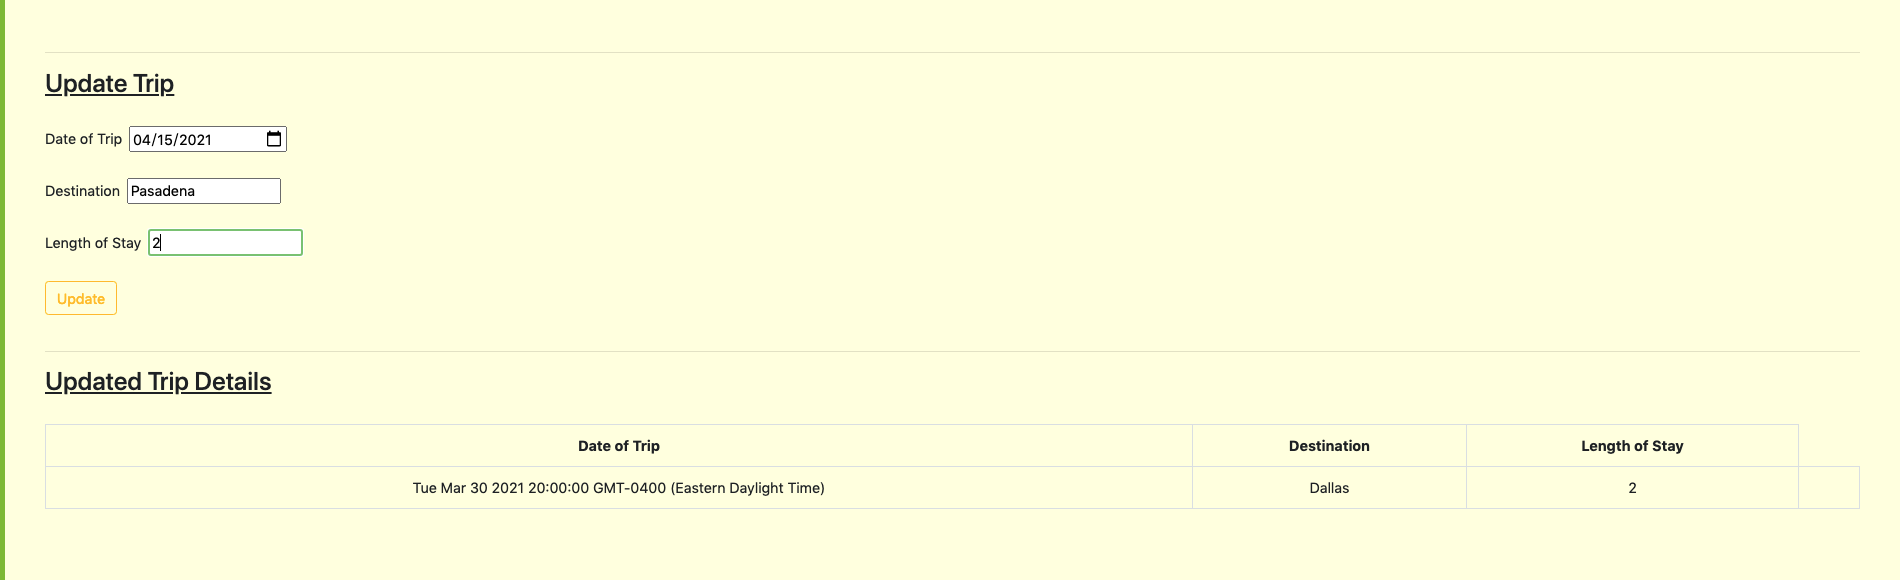 Update Trip
Date of Trip 04/15/2021
Destination Pasadena
Length of Stay 2
Update
Updated Trip Details
Date of Trip Destination Length of Stay
Tue Mar 30 2021 20:00:00 GMT-0400 (Eastern Daylight Time) Dallas 2